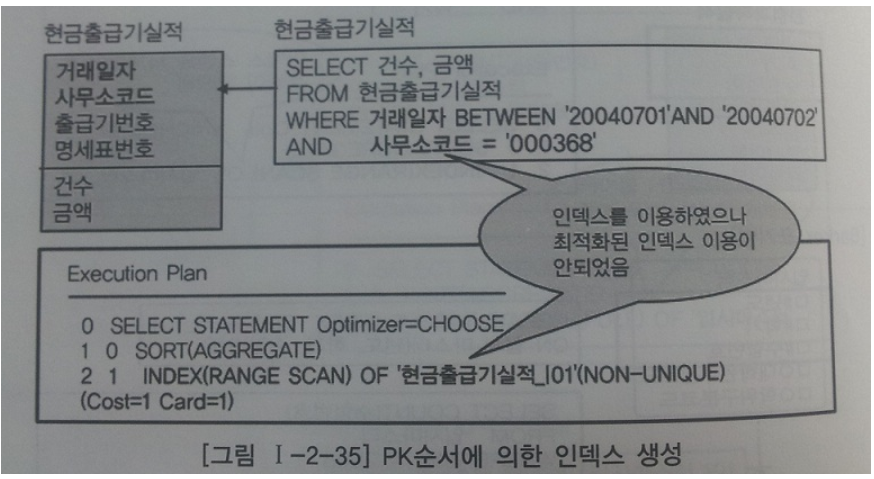 현금출급기실적
거래일자
사무소코드
출급기번호
명세표번호
건수
금액
현금출급기실적
SELECT 건수, 금액
FROM 현금출급기실적
WHERE 거래일자 BETWEEN '20040701'AND '20040702'
AND 사무소코드 = '000368'
인덱스를 이용하였으나
최적화된 인덱스 이용이
안되었음
Execution Plan
0 SELECT STATEMENT Optimizer=CHOOSE
1 0 SORT(AGGREGATE)
2 1 INDEX(RANGE SCAN) OF '현금출급기실적_I01'(NON-UNIQUE)
(Cost=1 Card=1)
[그림 Ⅰ-2-35] PK순서에 의한 인덱스 생성